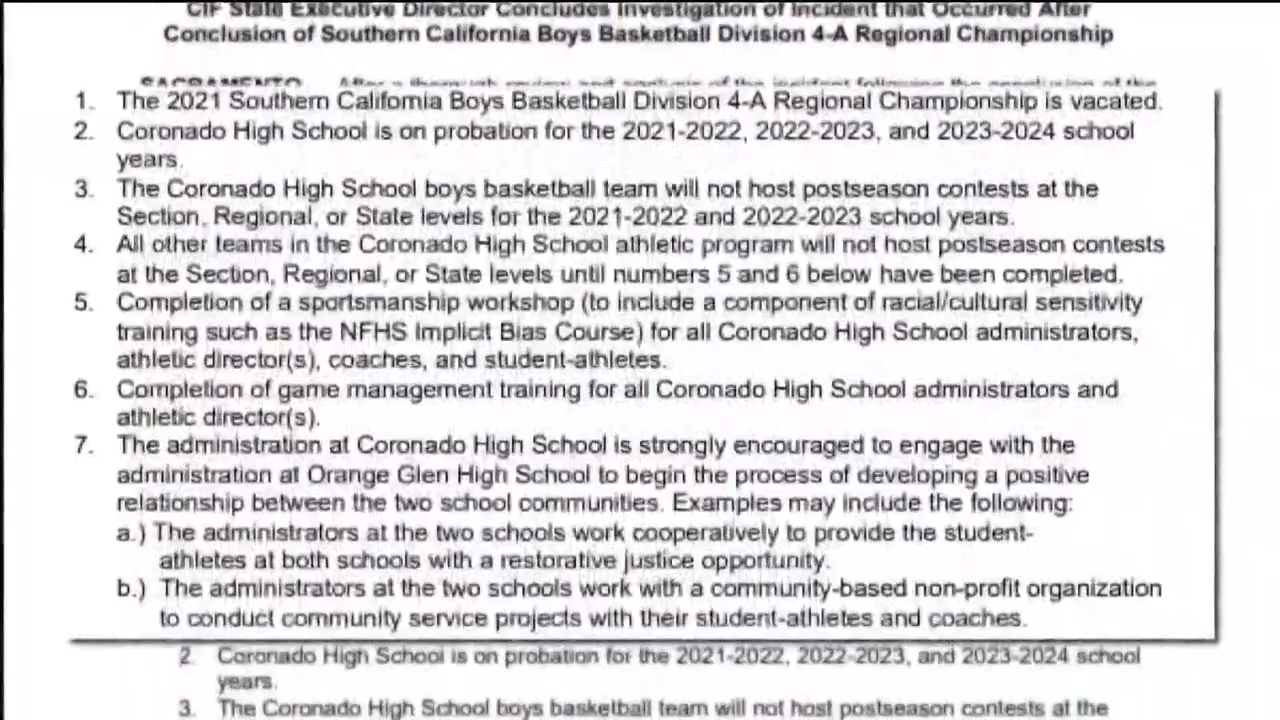 CIF State Executive Director Concludes Investigation of Incident that Occurred After
Conclusion of Southern California Boys Basketball Division 4-A Regional Championship
SACRAMENTO
1. The 2021 Southern California Boys Basketball Division 4-A Regional Championship is vacated.
2. Coronado High School is on probation for the 2021-2022, 2022-2023, and 2023-2024 school
years.
3. The Coronado High School boys basketball team will not host postseason contests at the
Section, Regional, or State levels for the 2021-2022 and 2022-2023 school years.
4. All other teams in the Coronado High School athletic program will not host postseason contests
at the Section, Regional, or State levels until numbers 5 and 6 below have been completed.
5. Completion of a sportsmanship workshop (to include a component of racial/cultural sensitivity
training such as the NFHS Implicit Bias Course) for all Coronado High School administrators,
athletic director(s), coaches, and student-athletes.
6. Completion of game management training for all Coronado High School administrators and
athletic director(s).
7. The administration at Coronado High School is strongly encouraged to engage with the
administration at Orange Glen High School to begin the process of developing a positive
relationship between the two school communities. Examples may include the following:
a.) The administrators at the two schools work cooperatively to provide the student-
athletes at both schools with a restorative justice opportunity.
b.) The administrators at the two schools work with a community-based non-profit organization
to conduct community service projects with their student-athletes and coaches.
2. Coronado High School is on probation for the 2021-2022, 2022-2023, and 2023-2024 school
years.
3. The Coronado High School boys basketball team will not host postseason contests at the